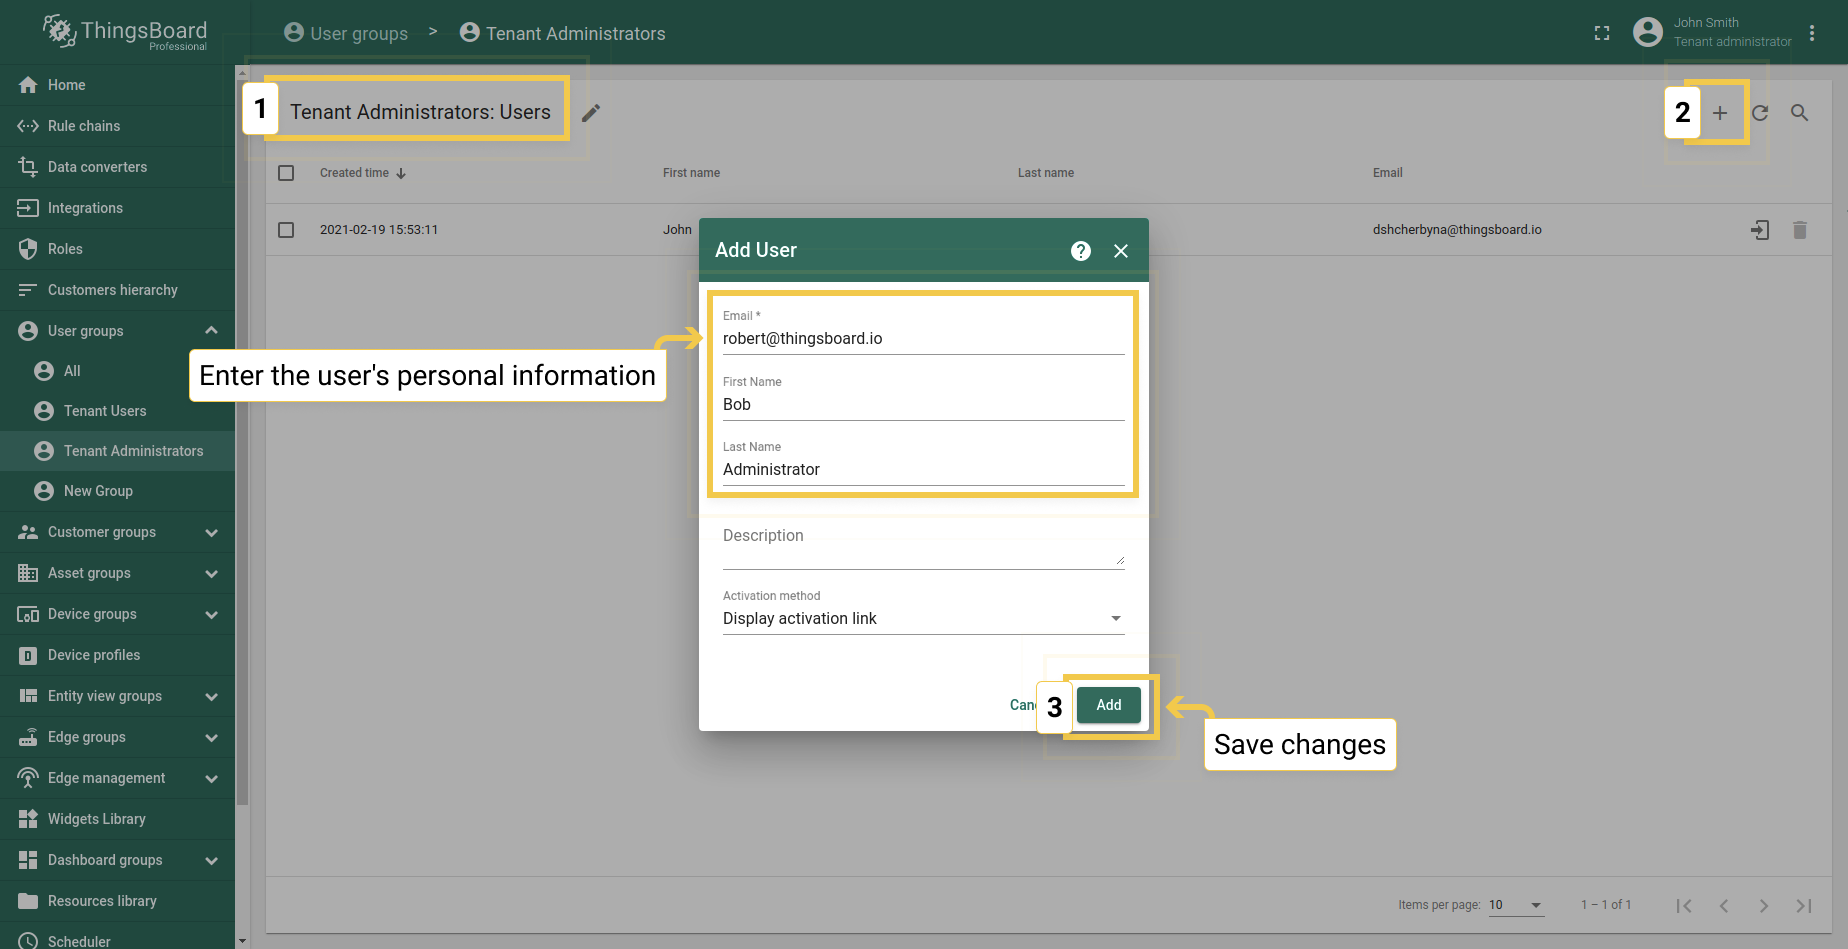 ThingsBoard
Professional
User groups > Tenant Administrators
John Smith
Tenant administrator
Home
Rule chains
Data converters
Integrations
Roles
Customers hierarchy
User groups
All
Tenant Users
Tenant Administrators
New Group
Customer groups
Asset groups
Device groups
Device profiles
Entity view groups
Edge groups
Edge management
Widgets Library
Dashboard groups
Resources library
Scheduler
1
Tenant Administrators: Users
2
Created time
First name
Last name
Email
2021-02-19 15:53:11
John
dshcherbyna@thingsboard.io
Add User
Email *
robert@thingsboard.io
Enter the user's personal information
First Name
Bob
Last Name
Administrator
Description
Activation method
Display activation link
Canc
3
Add
Save changes
Items per page: 10
1 – 1 of 1